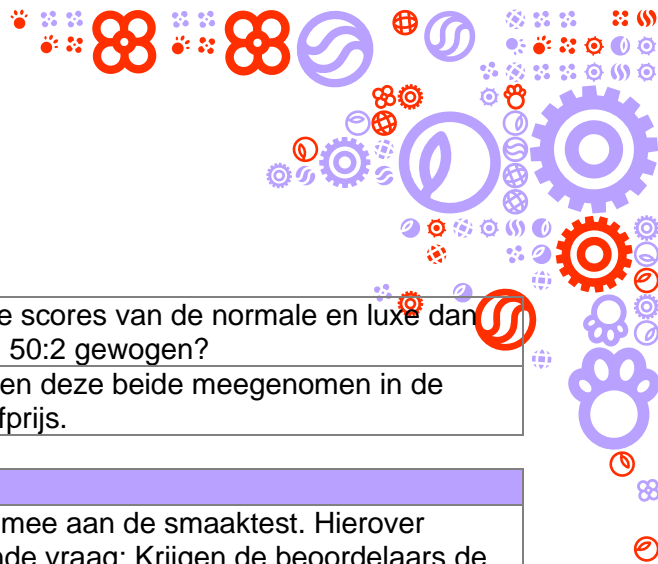 e scores van de normale en luxe dan
50:2 gewogen?
en deze beide meegenomen in de
fprijs.
mee aan de smaaktest. Hierover
nde vraag: Krijgen de beoordelaars de